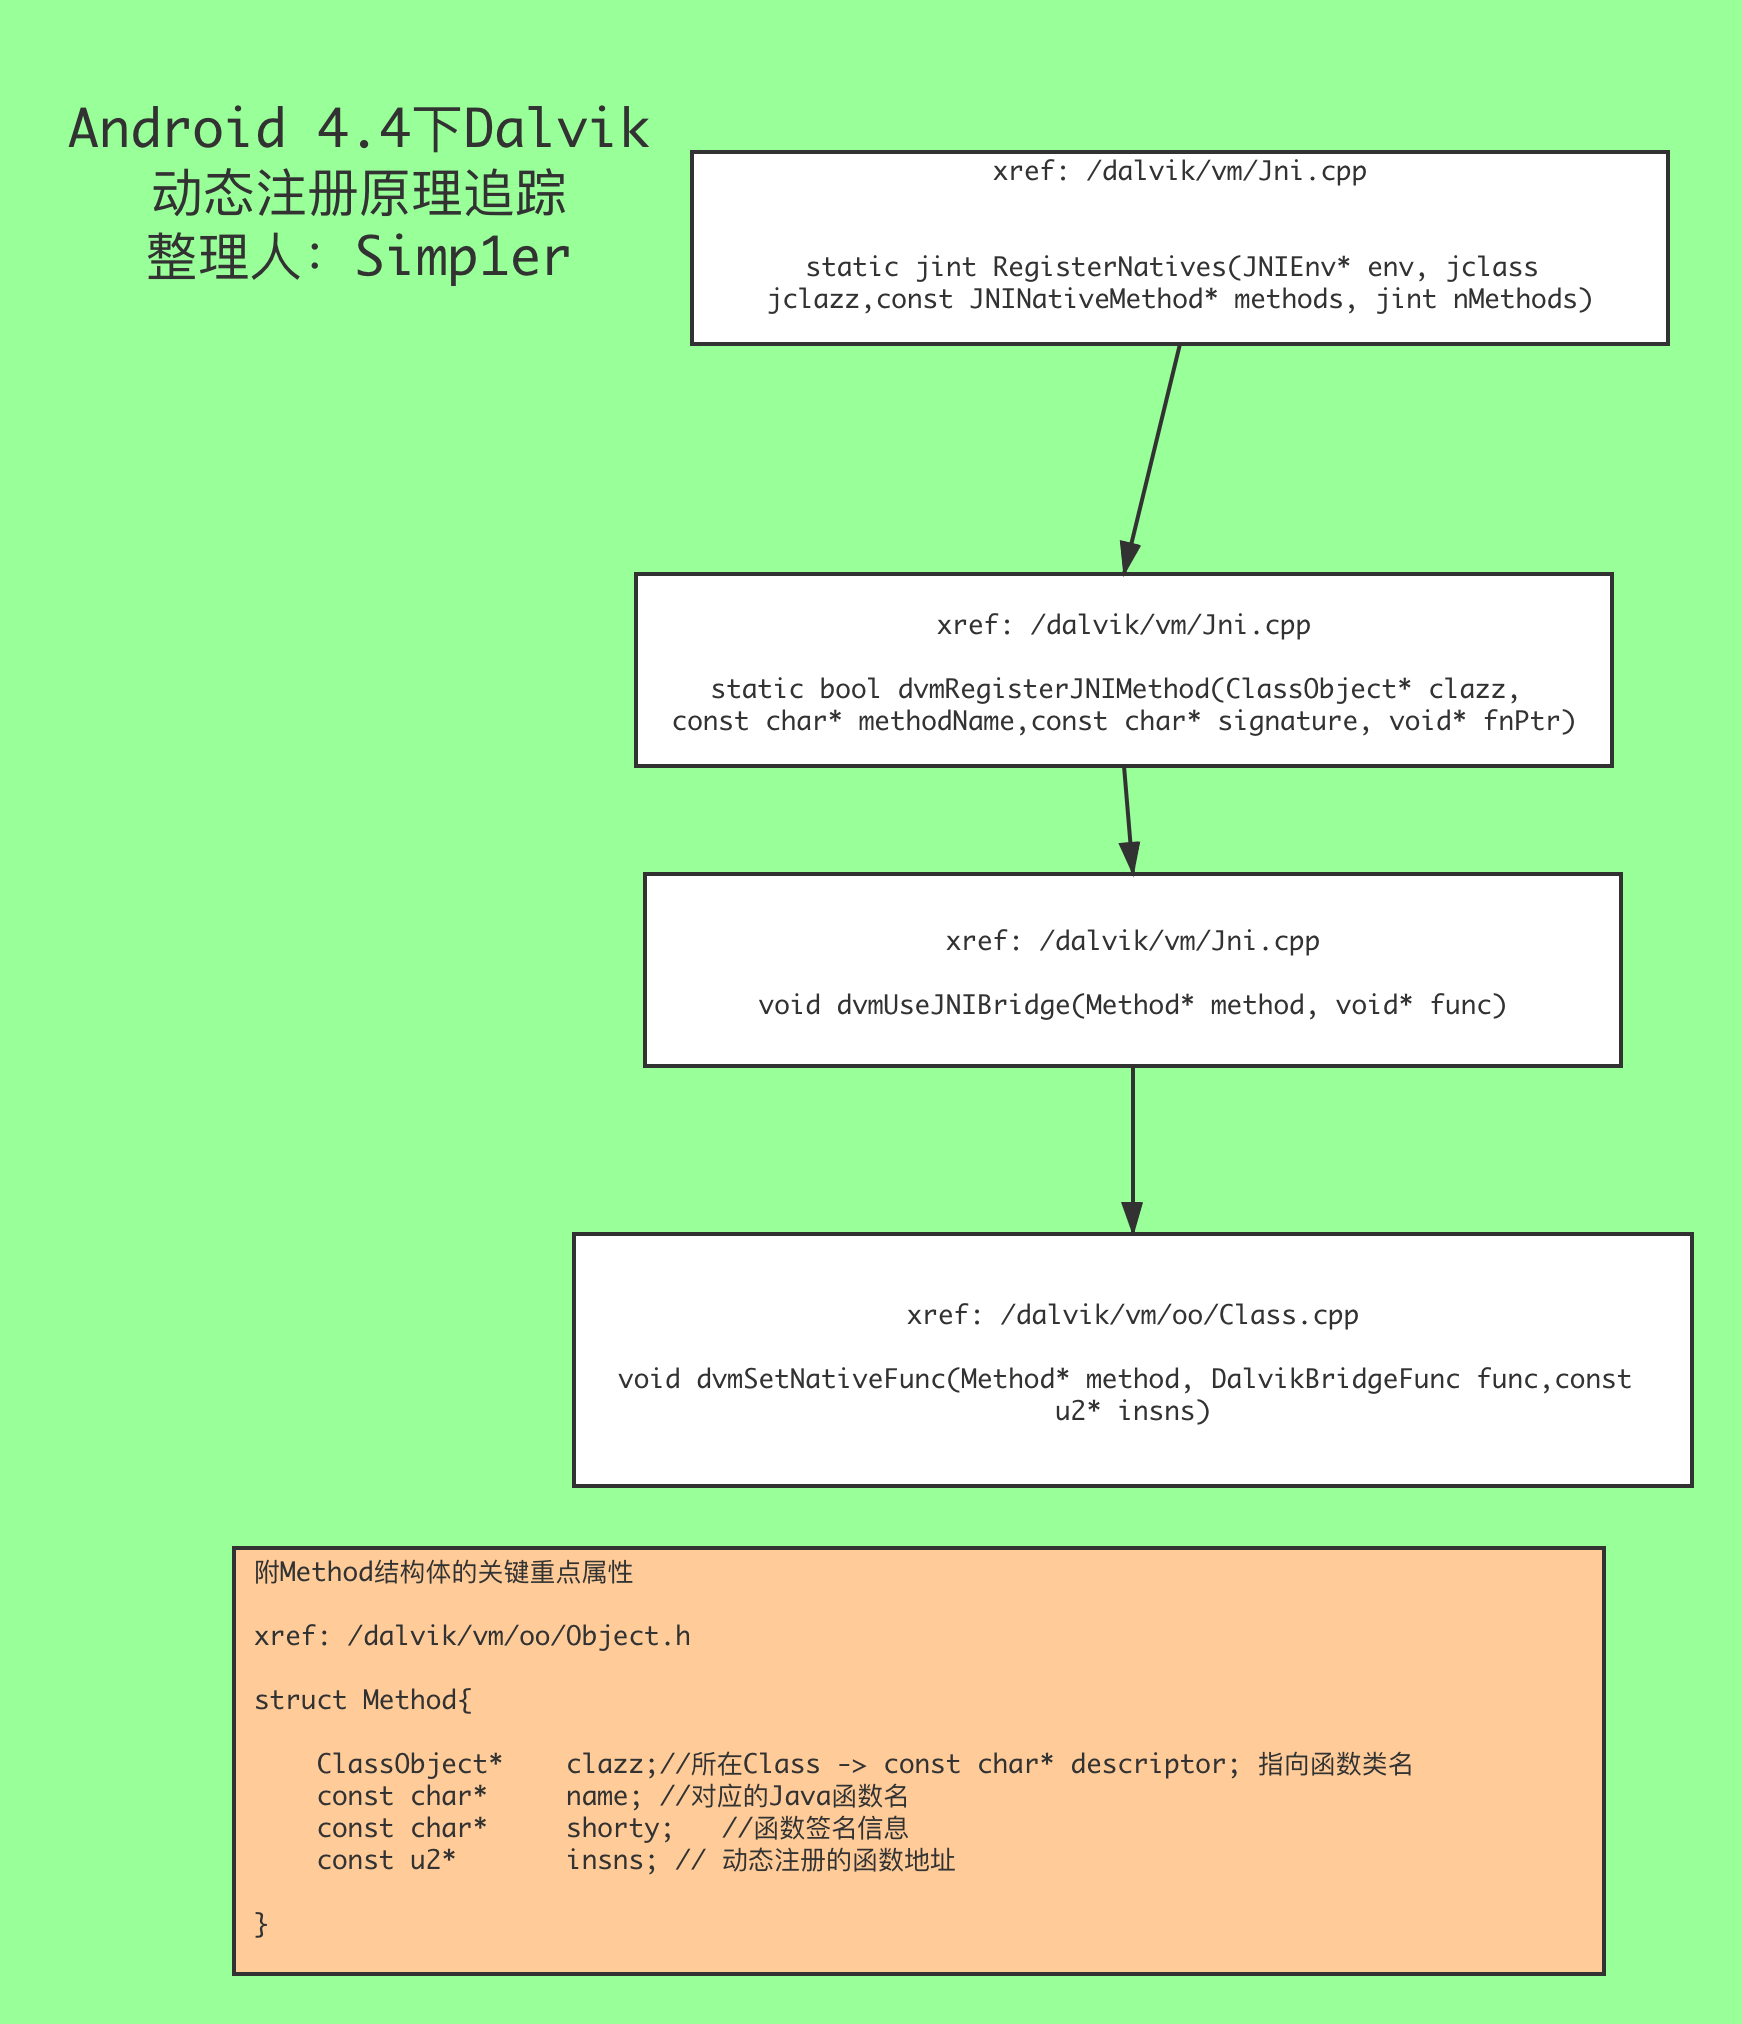 Android 4.4下Dalvik
动态注册原理追踪
整理人：Simp1er
xref: /dalvik/vm/Jni.cpp
static jint RegisterNatives(JNIEnv* env, jclass
jclazz,const JNINativeMethod* methods, jint nMethods)
xref: /dalvik/vm/Jni.cpp
static bool dvmRegisterJNIMethod(ClassObject* clazz,
const char* methodName,const char* signature, void* fnPtr)
xref: /dalvik/vm/Jni.cpp
void dvmUseJNIBridge(Method* method, void* func)
xref: /dalvik/vm/oo/Class.cpp
void dvmSetNativeFunc(Method* method, DalvikBridgeFunc func,const
u2* insns)
附Method结构体的关键重点属性
xref: /dalvik/vm/oo/Object.h
struct Method{
    ClassObject*    clazz;//所在Class -> const char* descriptor; 指向函数类名
    const char*     name; //对应的Java函数名
    const char*     shorty;   //函数签名信息
    const u2*       insns; // 动态注册的函数地址
}